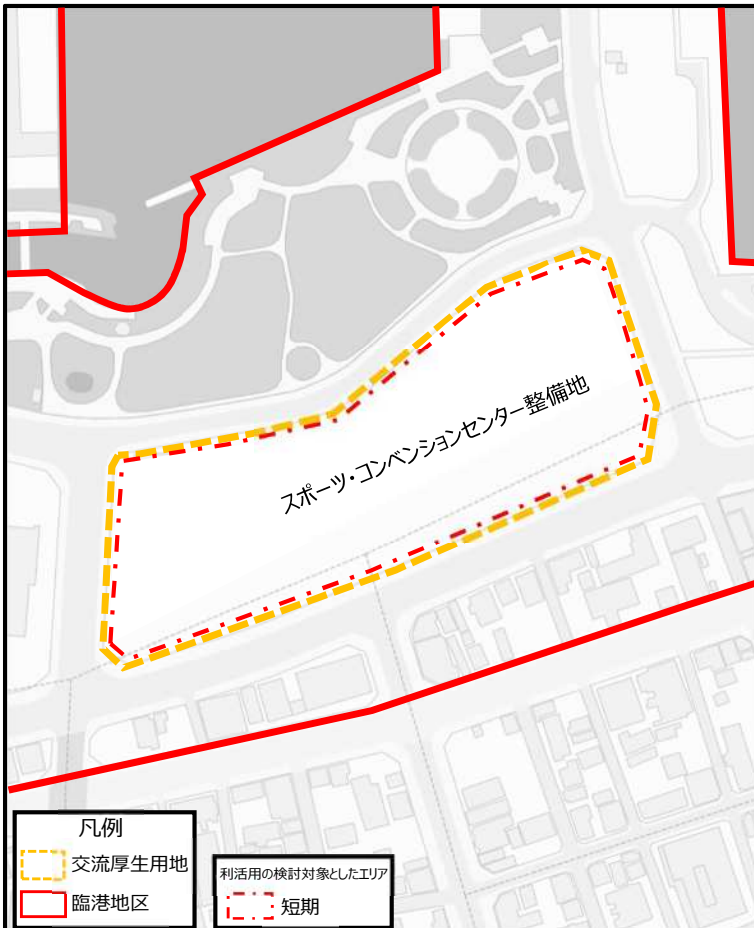 スポーツ・コンベンションセンター整備地
凡例
交流厚生用地
臨港地区
利活用の検討対象としたエリア
短期